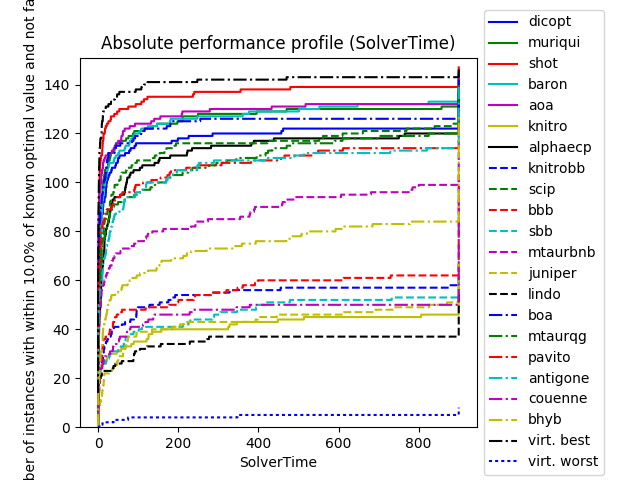 Absolute performance profile (SolverTime)
of instances with within 10.0% of known optimal value and not
140
120
100
80
60
40
20
0
0 200 400 600 800
SolverTime
dicopt
muriqui
shot
baron
aoa
knitro
alphaecp
knitrobb
scip
bbb
sbb
mtaurbnb
juniper
lindo
boa
mtaurqg
pavito
antigone
couenne
bhyb
virt. best
virt. worst